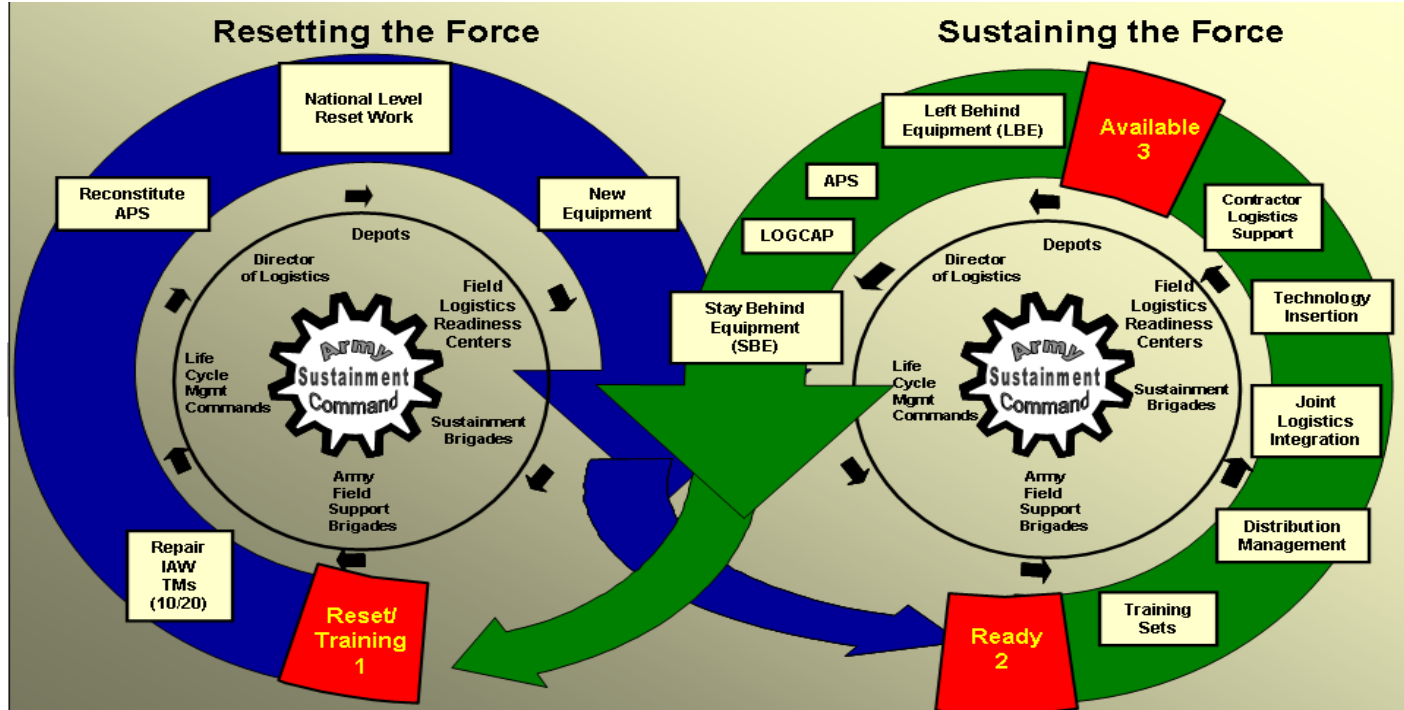 Resetting the Force
National Level
Reset Work
Reconstitute
APS
New
Equipment
Depots
Director
of Logistics
Field
Logistics
Readiness
Centers
Life
Cycle
Mgmt
Commands
Army
Sustainment
Command
Sustainment
Brigades
Army
Field
Support
Brigades
Repair
IAW
TMs
(10/20)
Reset/
Training
1
Sustaining the Force
Left Behind
Equipment (LBE)
Available
3
APS
LOGCAP
Contractor
Logistics
Support
Depots
Director
of Logistics
Field
Logistics
Readiness
Centers
Technology
Insertion
Stay Behind
Equipment
(SBE)
Life
Cycle
Mgmt
Commands
Army
Sustainment
Command
Sustainment
Brigades
Joint
Logistics
Integration
Army
Field
Support
Brigades
Distribution
Management
Training
Sets
Ready
2